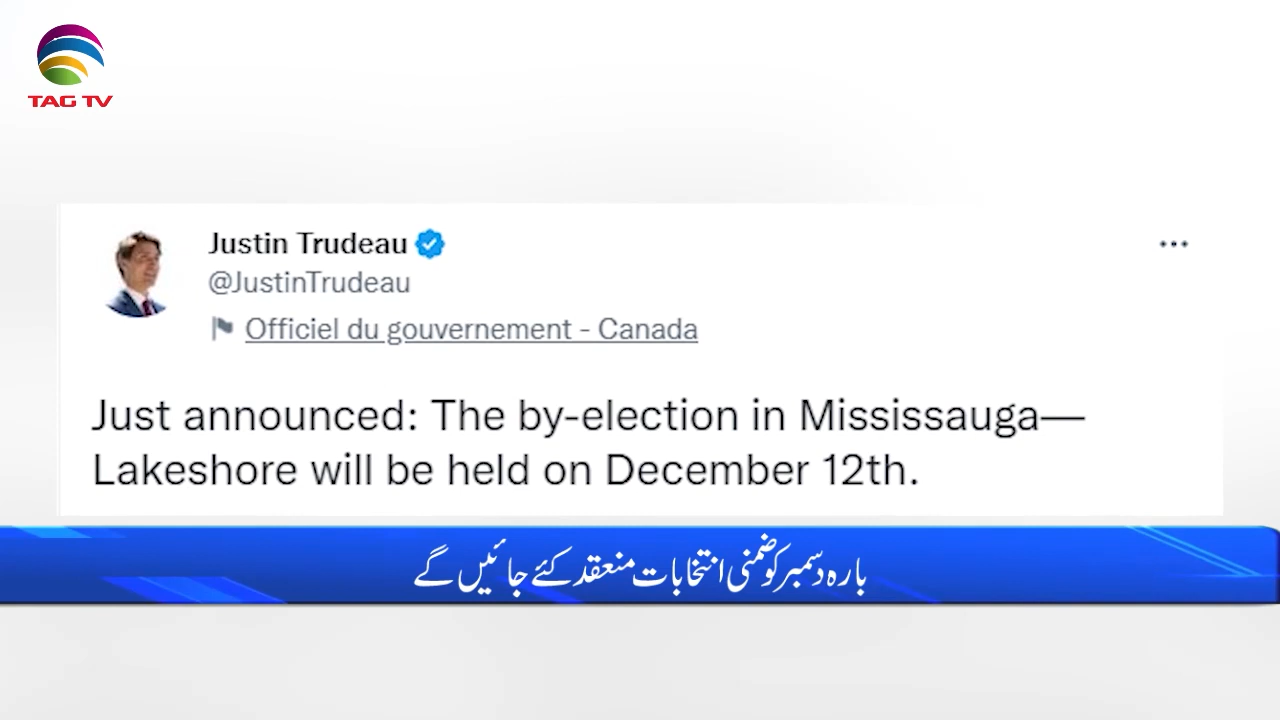 TAG TV
Justin Trudeau
@JustinTrudeau
Officiel du gouvernement - Canada
Just announced: The by-election in Mississauga—
Lakeshore will be held on December 12th.
بارہ دسمبر کو ضمنی انتخابات منعقد کئے جائیں گے